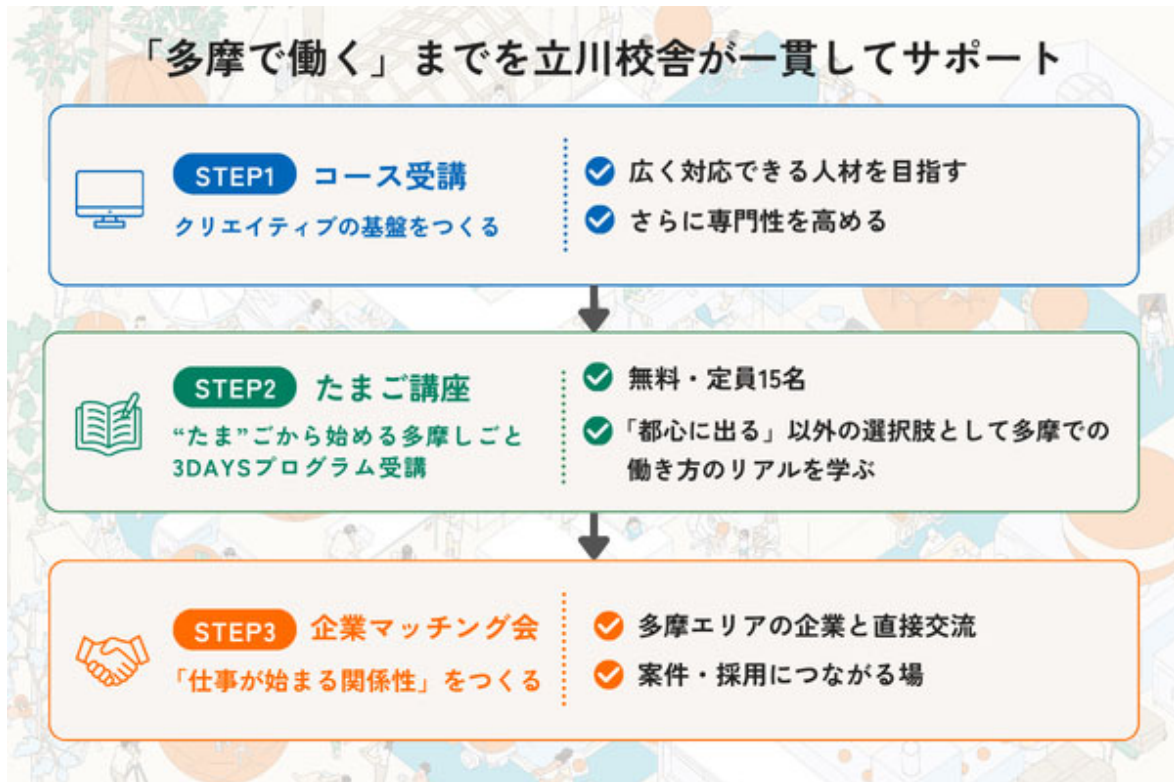 「多摩で働く」までを立川校舎が一貫してサポート
STEP1 コース受講
クリエイティブの基盤をつくる
広く対応できる人材を目指す
さらに専門性を高める
STEP2 たまご講座
“たま”ごから始める多摩しごと
3DAYSプログラム受講
無料・定員15名
「都心に出る」以外の選択肢として多摩での
働き方のリアルを学ぶ
STEP3 企業マッチング会
「仕事が始まる関係性」をつくる
多摩エリアの企業と直接交流
案件・採用につながる場